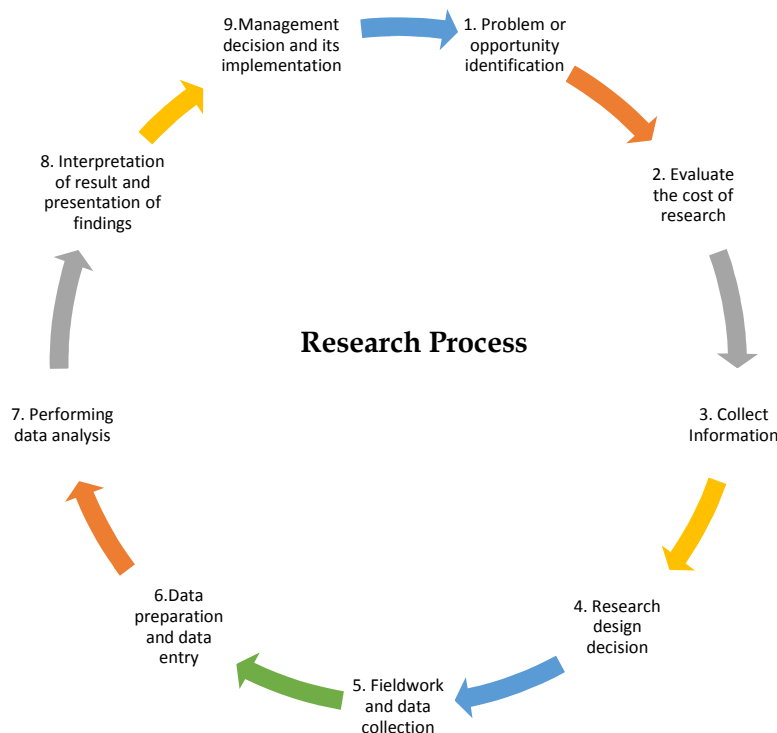 Research Process
1. Problem or
opportunity
identification
2. Evaluate
the cost of
research
3. Collect
Information
4. Research
design
decision
5. Fieldwork
and data
collection
6.Data
preparation
and data
entry
7. Performing
data analysis
8. Interpretation
of result and
presentation of
findings
9.Management
decision and its
implementation